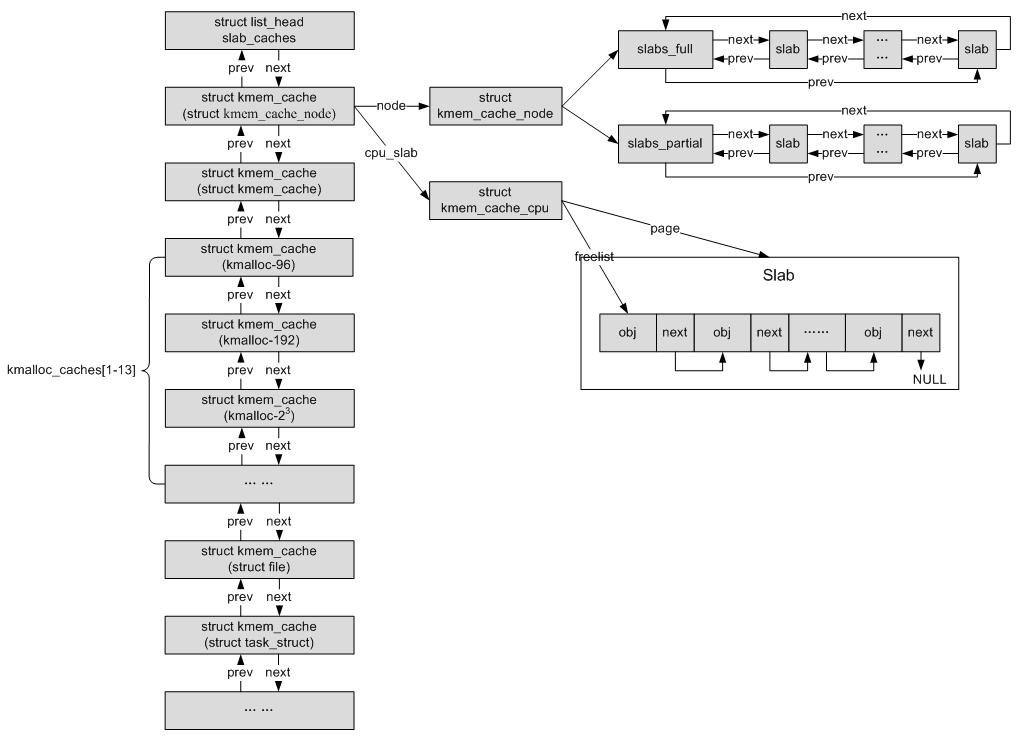 struct list_head
slab_caches
prev next
struct kmem_cache
(struct kmem_cache_node)
prev next
struct kmem_cache
(struct kmem_cache)
prev next
struct kmem_cache
(kmalloc-96)
prev next
struct kmem_cache
(kmalloc-192)
prev next
struct kmem_cache
(kmalloc-2³)
prev next
... ...
prev next
struct kmem_cache
(struct file)
prev next
struct kmem_cache
(struct task_struct)
prev next
... ...
kmalloc_caches[1-13]
node
cpu_slab
struct
kmem_cache_node
struct
kmem_cache_cpu
next
slabs_full
next
prev
slab
next
prev
...
...
next
prev
slab
prev
next
slabs_partial
next
prev
slab
next
prev
...
...
next
prev
slab
prev
page
freelist
Slab
obj next obj next ...... obj next
NULL